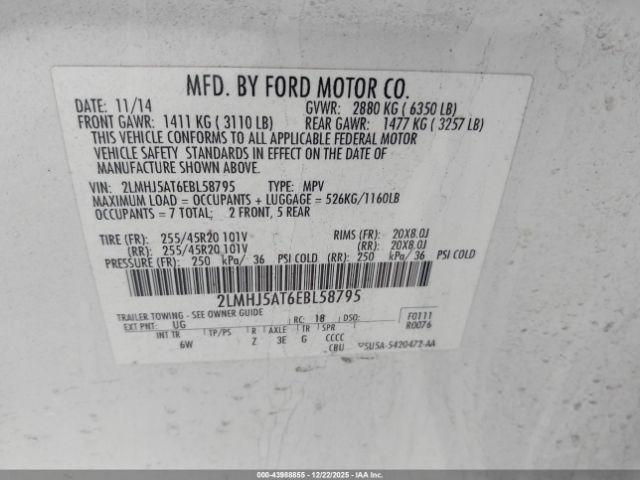 MFD. BY FORD MOTOR CO.
DATE: 11/14 GVWR: 2880 KG ( 6350 LB)
FRONT GAWR: 1411 KG ( 3110 LB) REAR GAWR: 1477 KG ( 3257 LB)
THIS VEHICLE CONFORMS TO ALL APPLICABLE FEDERAL MOTOR
VEHICLE SAFETY STANDARDS IN EFFECT ON THE DATE OF
MANUFACTURE SHOWN ABOVE.
VIN: 2LMHJ5AT6EBL58795 TYPE: MPV
MAXIMUM LOAD = OCCUPANTS + LUGGAGE = 526KG/1160LB
OCCUPANTS = 7 TOTAL; 2 FRONT, 5 REAR
TIRE (FR): 255/45R20 101V RIMS (FR): 20X8.0J
(RR): 255/45R20 101V (RR): 20X8.0J
PRESSURE (FR): 250 kPa/ 36 PSI COLD (RR): 250 kPa/ 36 PSI COLD
2LMHJ5AT6EBL58795
TRAILER TOWING - SEE OWNER GUIDE RC: 18 DSO: F0111
EXT PNT: UG R0076
INT TR TP/PS R AXLE TR SPR
6W Z 3E G CCCC
CBU 5U5A-5420472-AA
000-43988855 - 12/22/2025 - IAAI.com